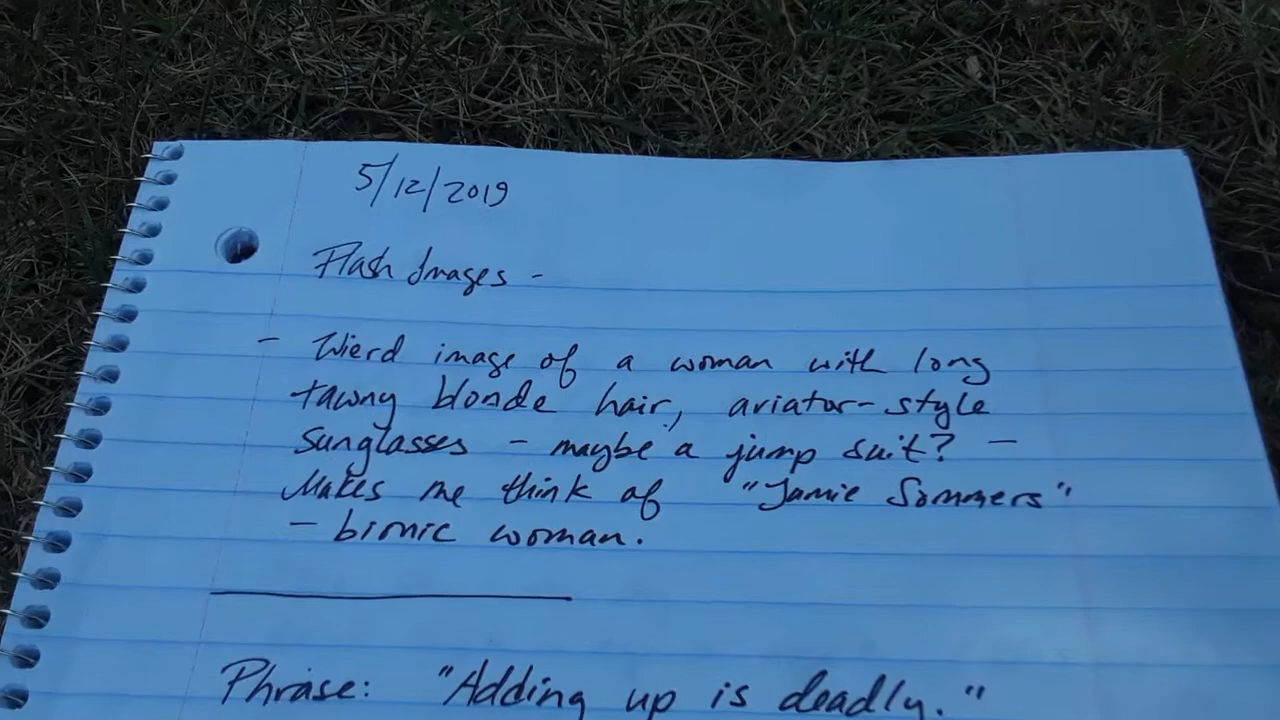 5/12/2019
Flash Images -
- Wierd image of a woman with long
tawny blonde hair, aviator-style
sunglasses - maybe a jump suit? -
Makes me think of "Jamie Sommers"
- bionic woman.
Phrase: "Adding up is deadly."